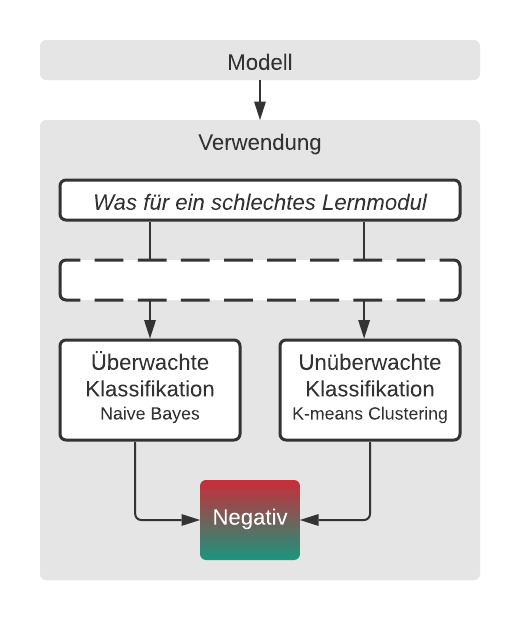 Modell
Verwendung
Was für ein schlechtes Lernmodul
Überwachte
Klassifikation
Naive Bayes
Unüberwachte
Klassifikation
K-means Clustering
Negativ